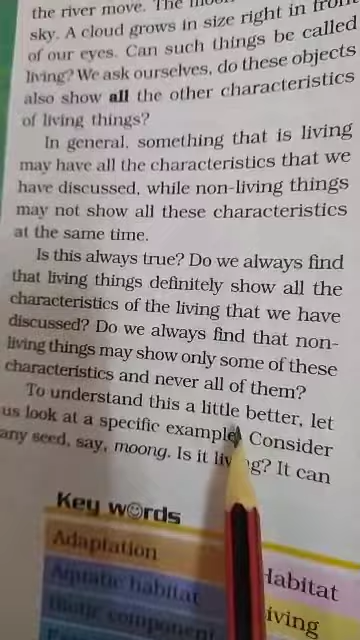 the river move. The moon
sky. A cloud grows in size right in front
of our eyes. Can such things be called
living? We ask ourselves, do these objects
also show all the other characteristics
of living things?
In general, something that is living
may have all the characteristics that we
have discussed, while non-living things
may not show all these characteristics
at the same time.
Is this always true? Do we always find
that living things definitely show all the
characteristics of the living that we have
discussed? Do we always find that non-
living things may show only some of these
characteristics and never all of them?
To understand this a little better, let
us look at a specific example. Consider
any seed, say, moong. Is it living? It can
Key words
Adaptation
Habitat
Aquatic habitat
Living
Biotic component